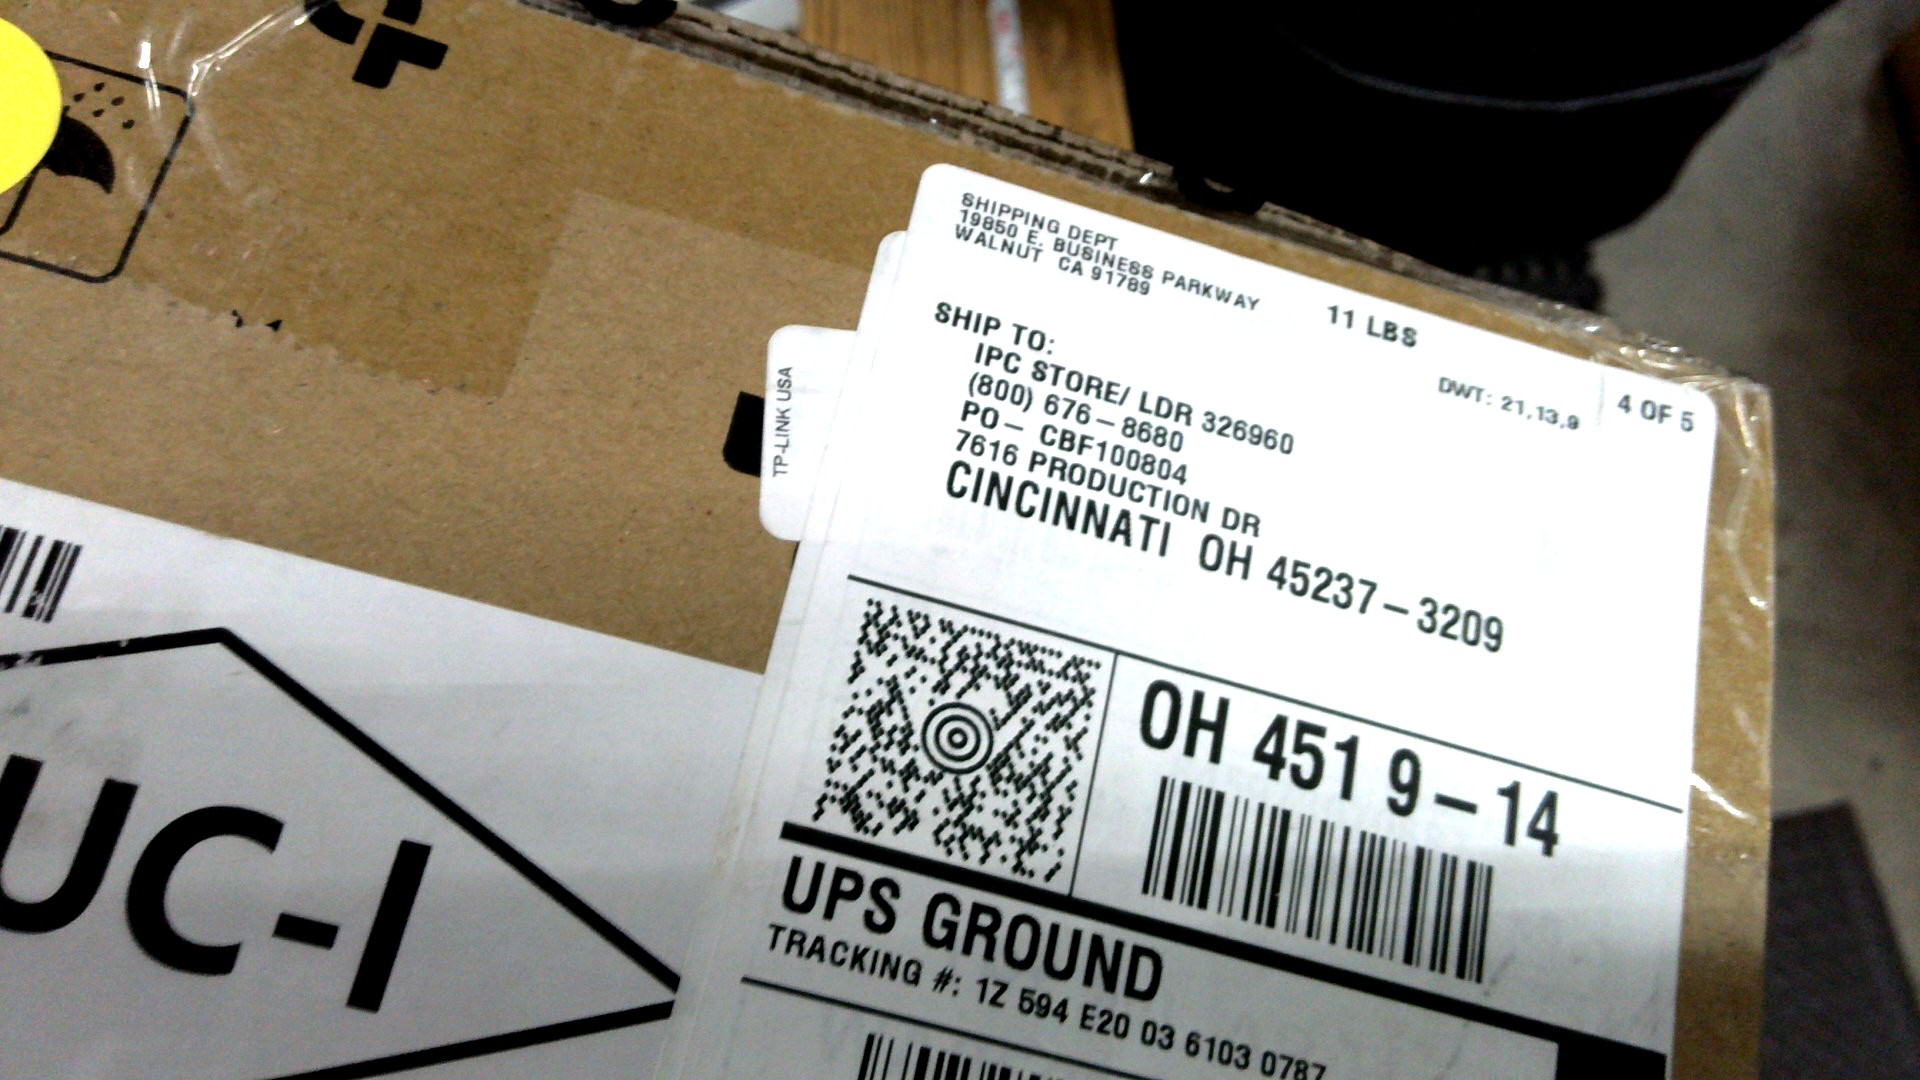 SHIPPING DEPT
19850 E. BUSINESS PARKWAY
WALNUT CA 91789
11 LBS
DWT: 21,13,9
4 OF 5
SHIP TO:
IPC STORE/ LDR 326960
(800) 676-8680
PO- CBF100804
7616 PRODUCTION DR
CINCINNATI OH 45237-3209
TP-LINK USA
OH 451 9-14
UPS GROUND
TRACKING #: 1Z 594 E20 03 6103 0787
UC-I